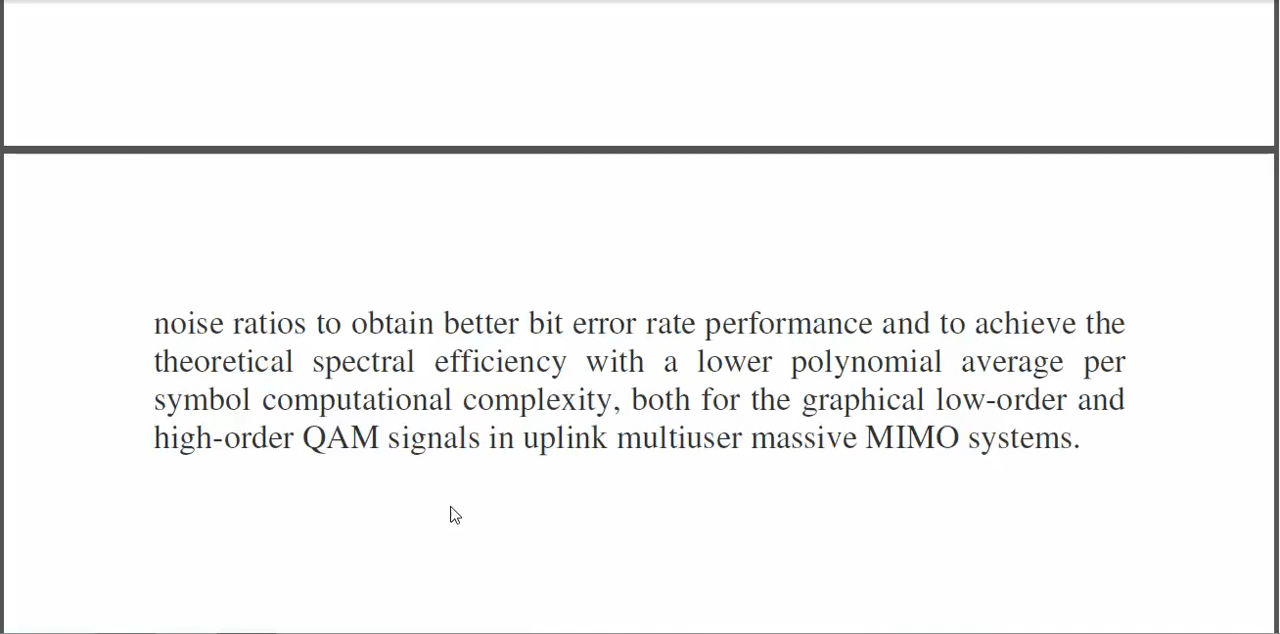 noise ratios to obtain better bit error rate performance and to achieve the
theoretical spectral efficiency with a lower polynomial average per
symbol computational complexity, both for the graphical low-order and
high-order QAM signals in uplink multiuser massive MIMO systems.